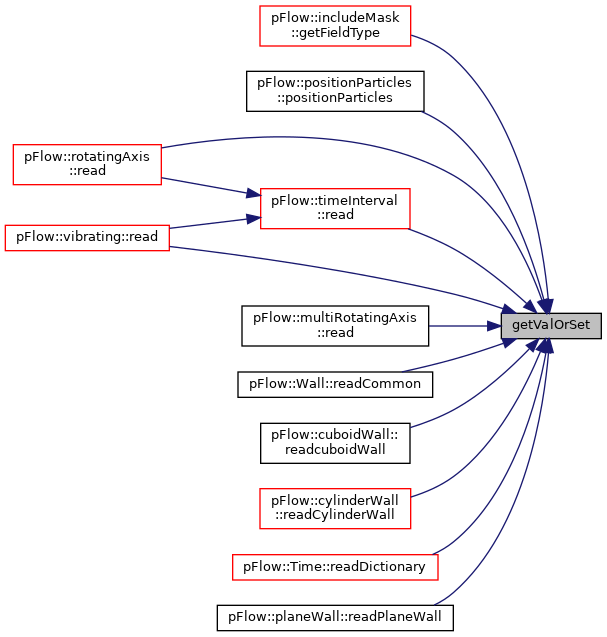 pFlow::includeMask
::getFieldType
pFlow::positionParticles
::positionParticles
pFlow::rotatingAxis
::read
pFlow::timeInterval
::read
pFlow::vibrating::read
pFlow::multiRotatingAxis
::read
getValOrSet
pFlow::Wall::readCommon
pFlow::cuboidWall::
readcuboidWall
pFlow::cylinderWall
::readCylinderWall
pFlow::Time::readDictionary
pFlow::planeWall::readPlaneWall